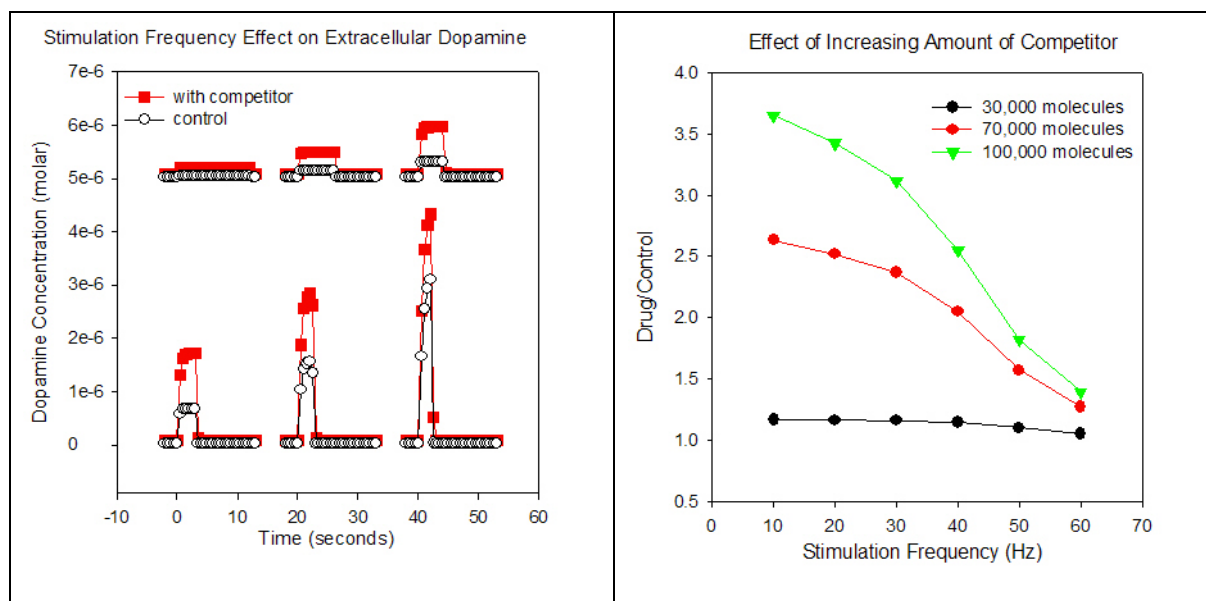 Stimulation Frequency Effect on Extracellular Dopamine
7e-6
6e-6
5e-6
4e-6
3e-6
2e-6
1e-6
0
with competitor
control
Dopamine Concentration (molar)
-10 0 10 20 30 40 50 60
Time (seconds)
Effect of Increasing Amount of Competitor
4.0
3.5
3.0
2.5
2.0
1.5
1.0
0.5
30,000 molecules
70,000 molecules
100,000 molecules
Drug/Control
0 10 20 30 40 50 60 70
Stimulation Frequency (Hz)